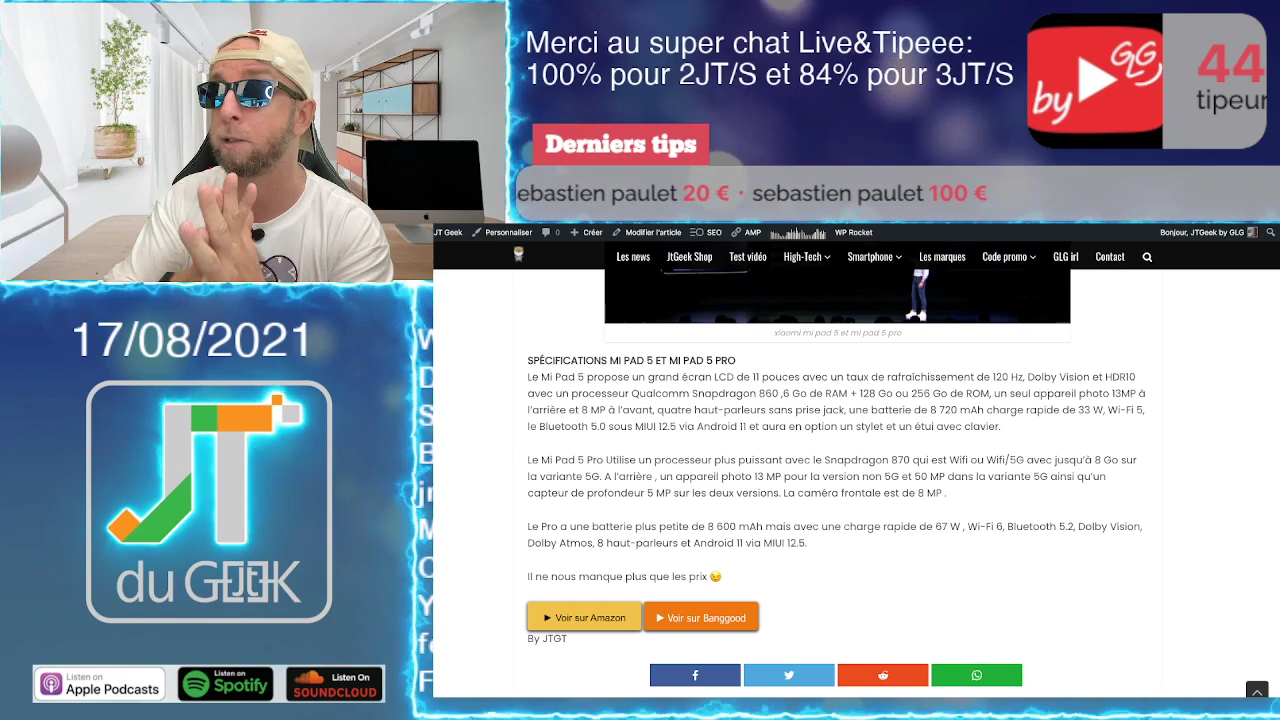 Merci au super chat Live&Tipeee:
100% pour 2JT/S et 84% pour 3JT/S
by GLG
44
tipeur
Derniers tips
ebastien paulet 20 € · sebastien paulet 100 €
JT Geek Personnaliser 0 Créer Modifier l'article SEO AMP WP Rocket Bonjour, JTGeek by GLG
Les news JtGeek Shop Test vidéo High-Tech Smartphone Les marques Code promo GLG irl Contact
xiaomi mi pad 5 et mi pad 5 pro
SPÉCIFICATIONS MI PAD 5 ET MI PAD 5 PRO
Le Mi Pad 5 propose un grand écran LCD de 11 pouces avec un taux de rafraîchissement de 120 Hz, Dolby Vision et HDR10
avec un processeur Qualcomm Snapdragon 860 ,6 Go de RAM + 128 Go ou 256 Go de ROM, un seul appareil photo 13MP à
l'arrière et 8 MP à l'avant, quatre haut-parleurs sans prise jack, une batterie de 8 720 mAh charge rapide de 33 W, Wi-Fi 5,
le Bluetooth 5.0 sous MIUI 12.5 via Android 11 et aura en option un stylet et un étui avec clavier.
Le Mi Pad 5 Pro Utilise un processeur plus puissant avec le Snapdragon 870 qui est Wifi ou Wifi/5G avec jusqu'à 8 Go sur
la variante 5G. A l'arrière , un appareil photo 13 MP pour la version non 5G et 50 MP dans la variante 5G ainsi qu'un
capteur de profondeur 5 MP sur les deux versions. La caméra frontale est de 8 MP .
Le Pro a une batterie plus petite de 8 600 mAh mais avec une charge rapide de 67 W , Wi-Fi 6, Bluetooth 5.2, Dolby Vision,
Dolby Atmos, 8 haut-parleurs et Android 11 via MIUI 12.5.
Il ne nous manque plus que les prix 😉
► Voir sur Amazon ► Voir sur Banggood
By JTGT
17/08/2021
JT
du GEEK
Listen on
Apple Podcasts
Listen on
Spotify
Listen On
SOUNDCLOUD